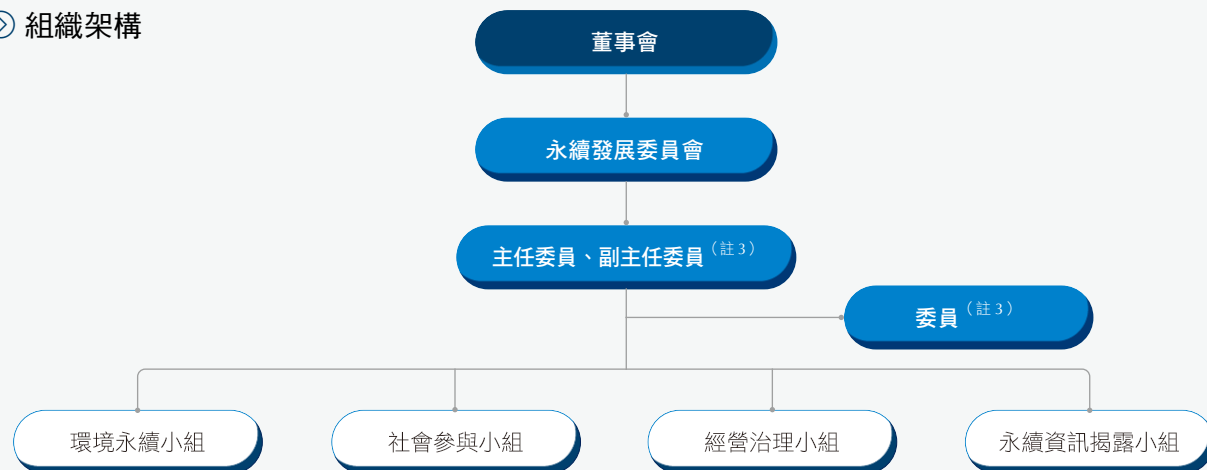 組織架構
董事會
永續發展委員會
主任委員、副主任委員（註3）
委員（註3）
環境永續小組
社會參與小組
經營治理小組
永續資訊揭露小組